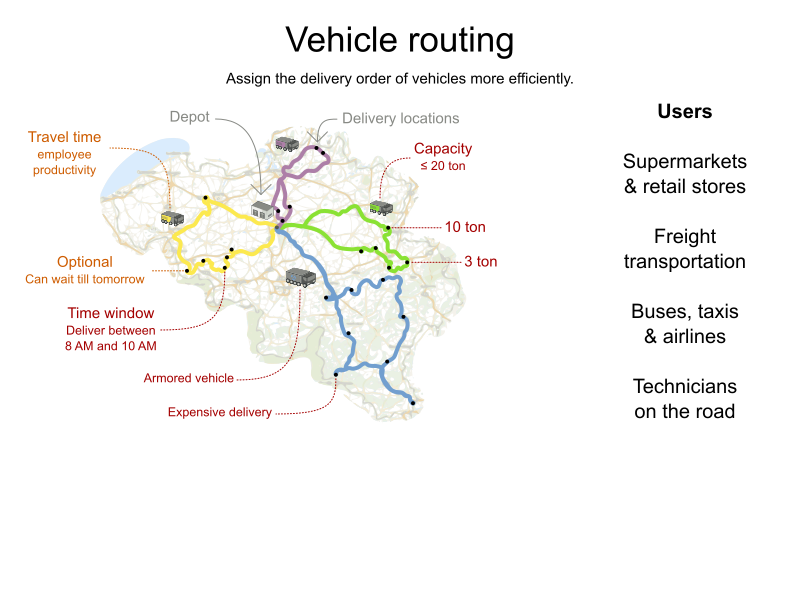 Vehicle routing
Assign the delivery order of vehicles more efficiently.
Depot
Delivery locations
Travel time
employee
productivity
Capacity
≤ 20 ton
10 ton
3 ton
Optional
Can wait till tomorrow
Time window
Deliver between
8 AM and 10 AM
Armored vehicle
Expensive delivery
Users
Supermarkets
& retail stores
Freight
transportation
Buses, taxis
& airlines
Technicians
on the road